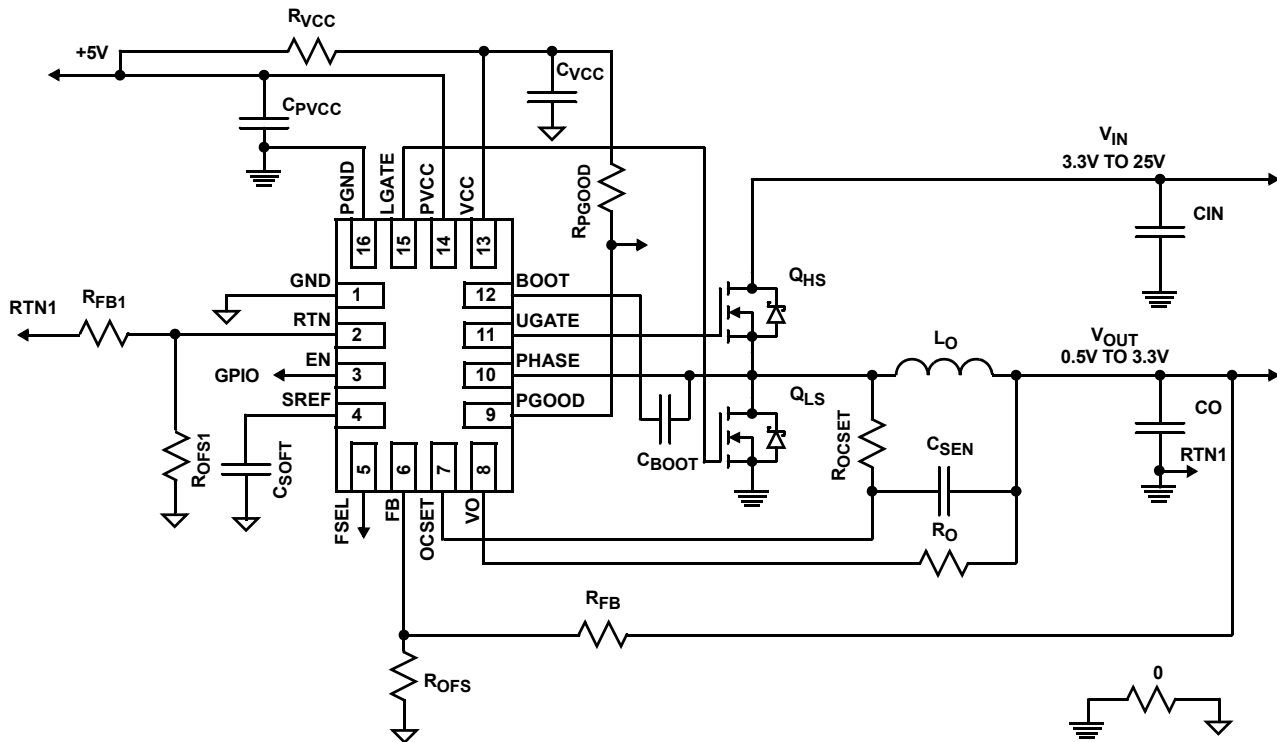 RVCC
+5V
CVCC
CPVCC
VIN
3.3V TO 25V
PGND
LGATE
PVCC
VCC
RPGOOD
CIN
16
15
14
13
GND
1
12
BOOT
QHS
RTN1
RFB1
RTN
2
11
UGATE
LO
VOUT
0.5V TO 3.3V
EN
GPIO
3
10
PHASE
SREF
4
9
PGOOD
QLS
CO
ROFS1
CSOFT
5
6
7
8
CBOOT
ROCSET
CSEN
RTN1
FSEL
FB
OCSET
VO
RO
RFB
ROFS
0